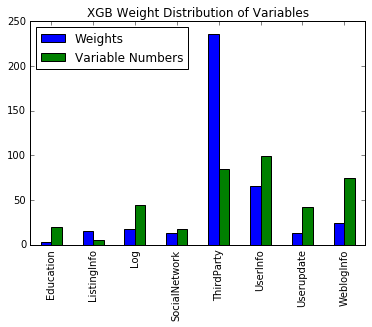 XGB Weight Distribution of Variables
250
200
150
100
50
0
Weights
Variable Numbers
Education
ListingInfo
Log
SocialNetwork
ThirdParty
UserInfo
Userupdate
WeblogInfo